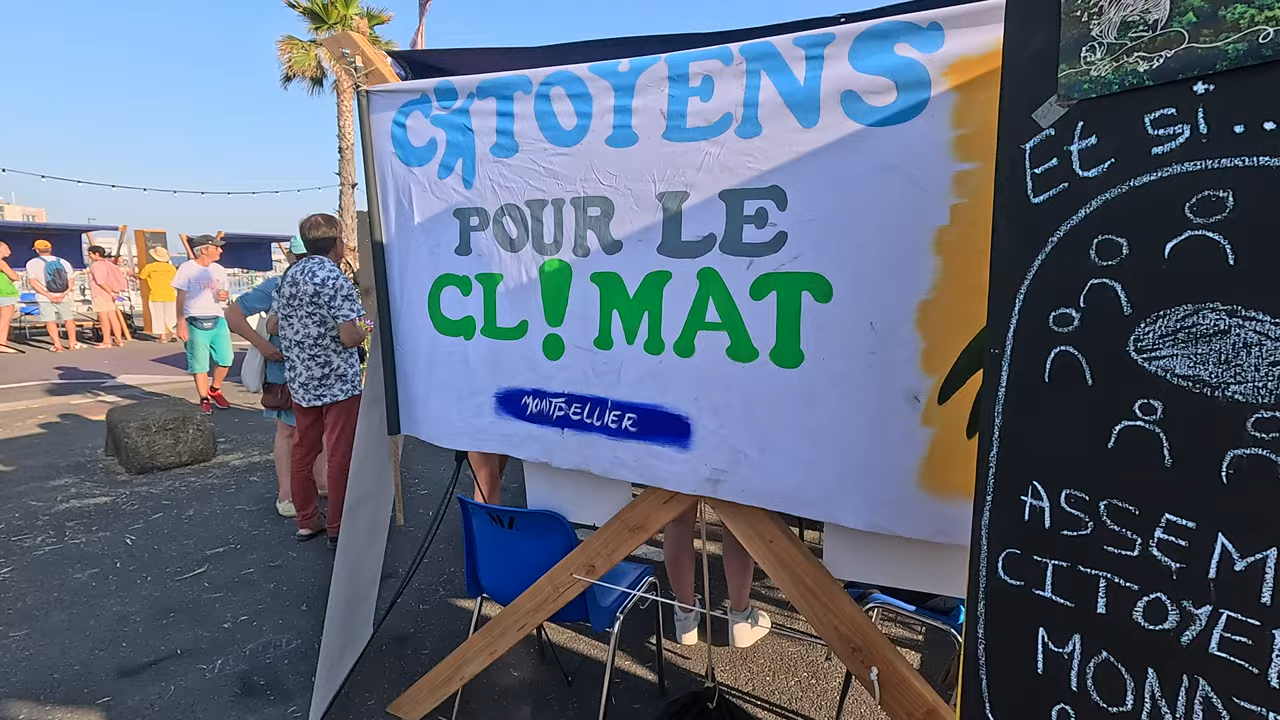 CiTOYENS
POUR LE
CL!MAT
MONTPELLIER
Et si..
ASSEM
CITOYE
MOND